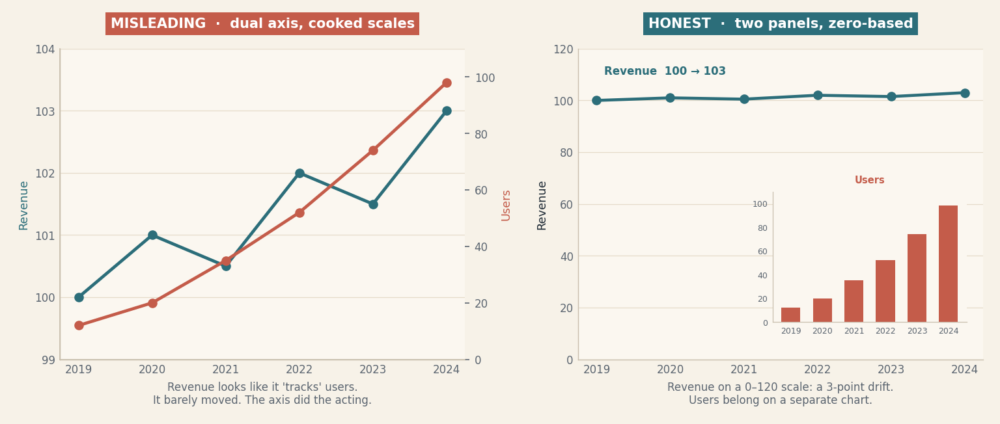 MISLEADING · dual axis, cooked scales
104
103
102
101
100
99
Revenue
100
80
60
40
20
0
Users
2019 2020 2021 2022 2023 2024
Revenue looks like it 'tracks' users.
It barely moved. The axis did the acting.
HONEST · two panels, zero-based
120
100
80
60
40
20
0
Revenue
Revenue 100 → 103
Users
100
80
60
40
20
0
2019 2020 2021 2022 2023 2024
2019 2020 2021 2022 2023 2024
Revenue on a 0–120 scale: a 3-point drift.
Users belong on a separate chart.